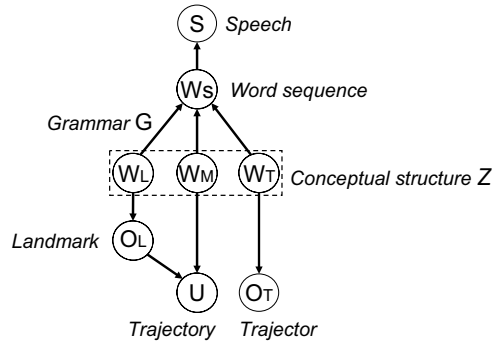 S Speech
Ws Word sequence
Grammar G
WL WM WT Conceptual structure Z
Landmark OL
U OT
Trajectory Trajector